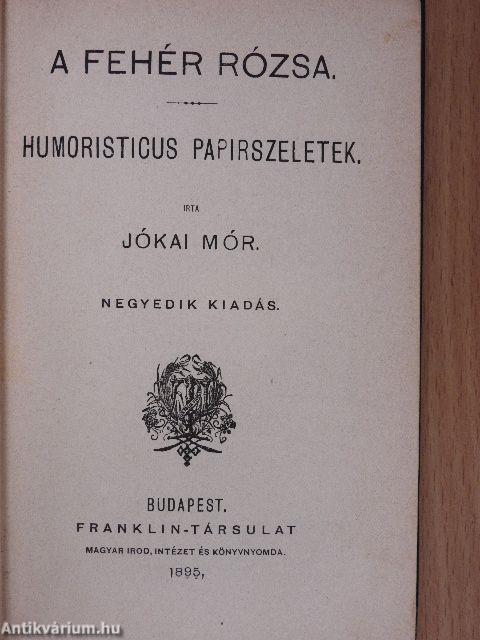 A FEHÉR RÓZSA.
HUMORISTICUS PAPIRSZELETEK.
IRTA
JÓKAI MÓR.
NEGYEDIK KIADÁS.
BUDAPEST.
FRANKLIN-TÁRSULAT
MAGYAR IROD, INTÉZET ÉS KÖNYVNYOMDA.
1895,
Antikvárium.hu